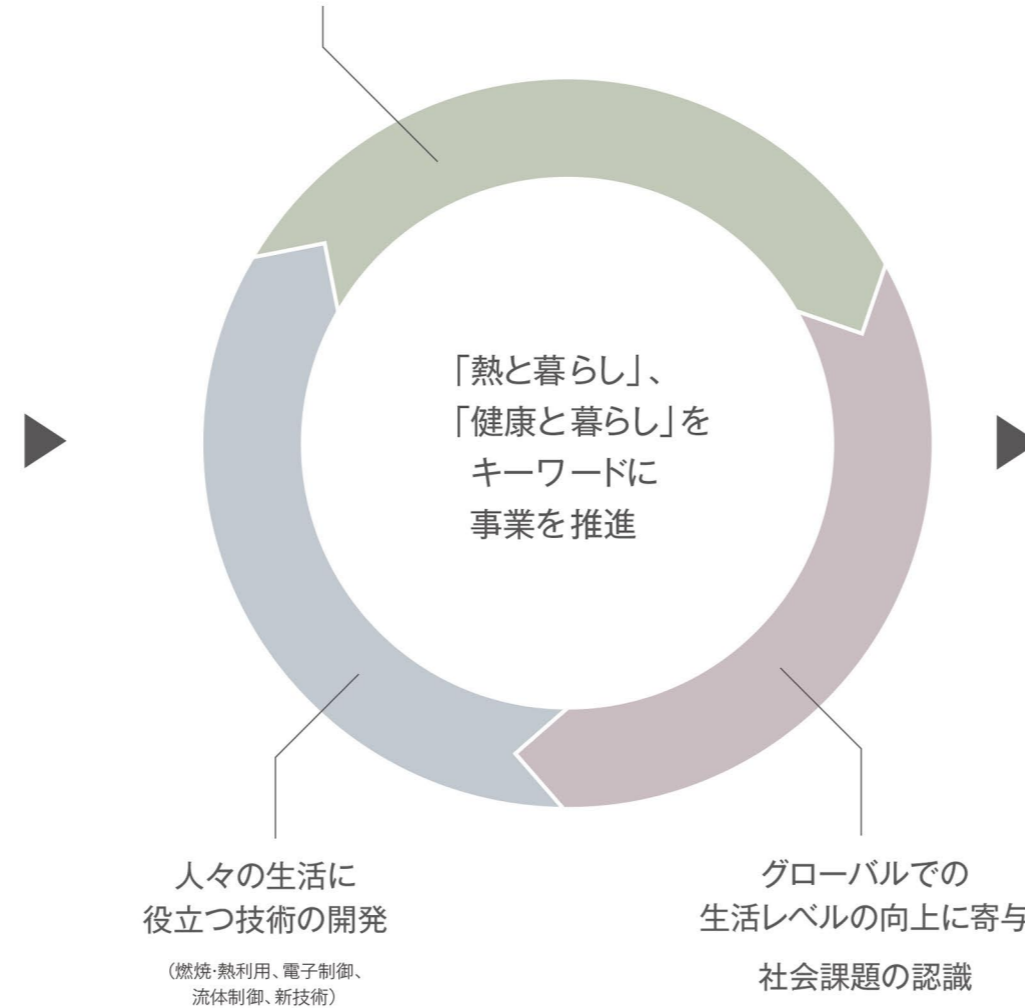 「熱と暮らし」、
「健康と暮らし」を
キーワードに
事業を推進
人々の生活に
役立つ技術の開発
(燃焼・熱利用、電子制御、
流体制御、新技術)
グローバルでの
生活レベルの向上に寄与
社会課題の認識